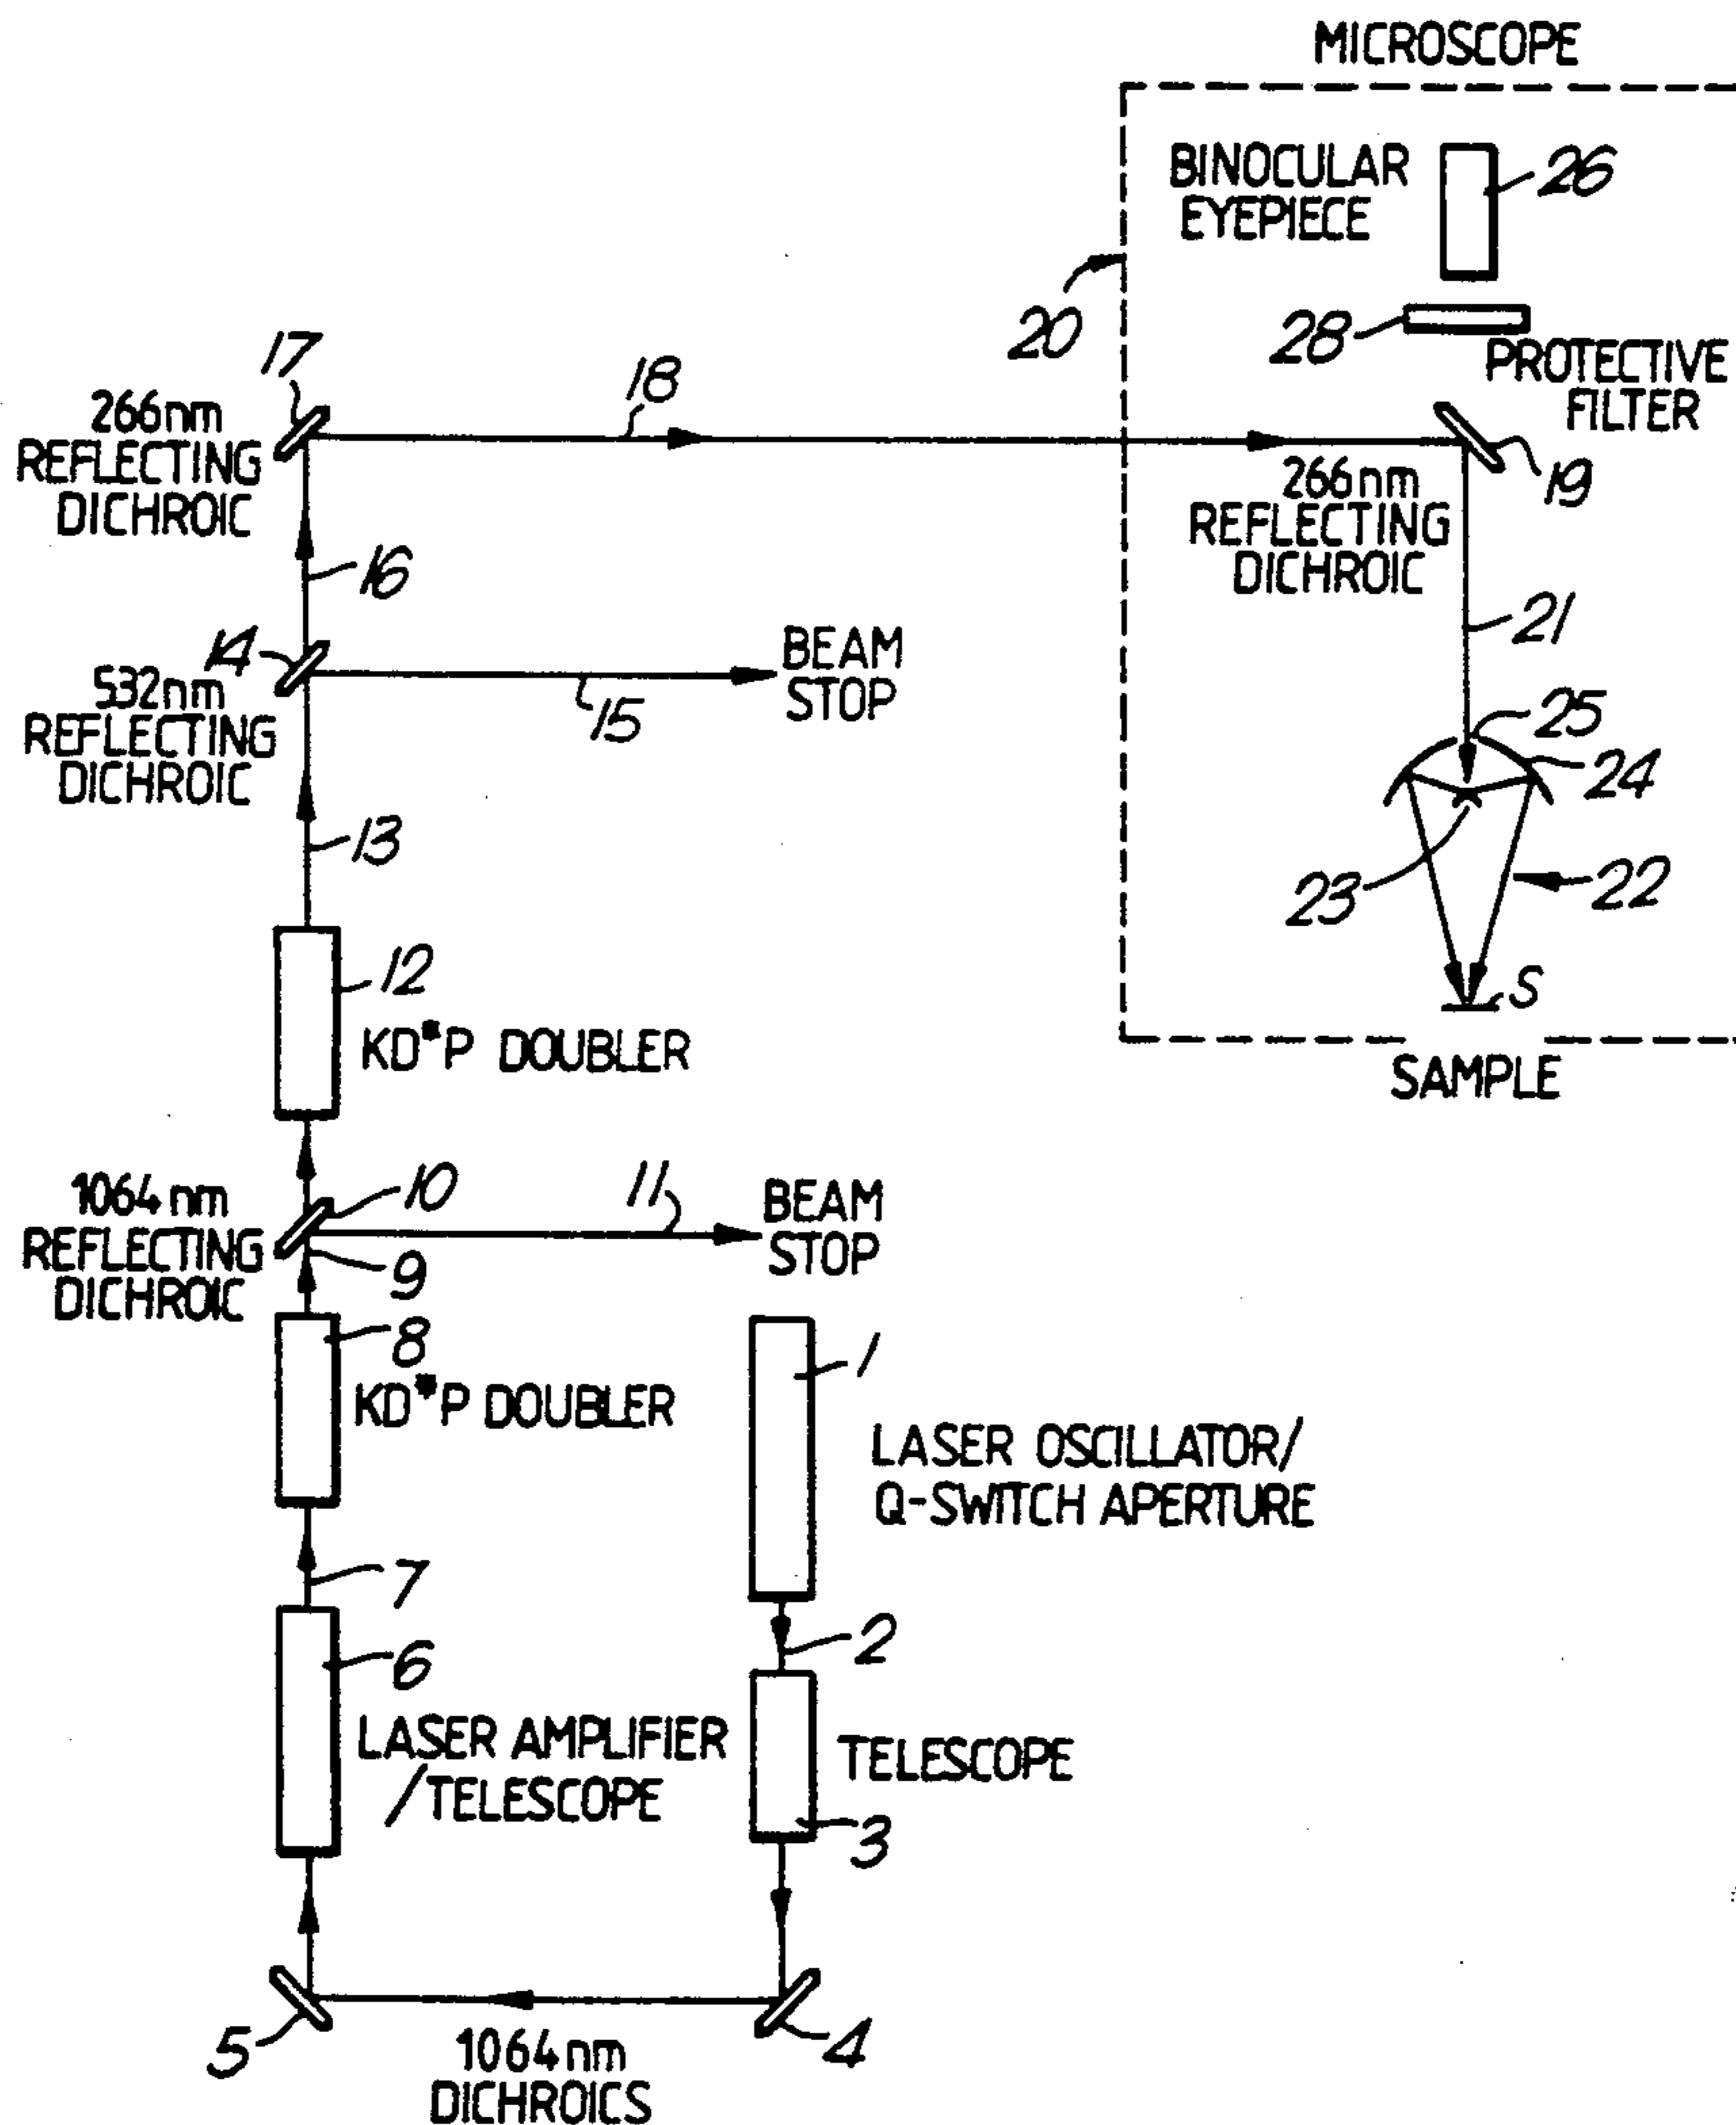 MICROSCOPE
BINOCULAR
EYEPIECE
26
20
28
PROTECTIVE
FILTER
17
18
266nm
REFLECTING
DICHROIC
266nm
REFLECTING
DICHROIC
19
16
21
14
532nm
REFLECTING
DICHROIC
BEAM
STOP
15
25
24
13
23
22
12
S
KD*P DOUBLER
SAMPLE
1064 nm
REFLECTING
DICHROIC
10
11
BEAM
STOP
9
8
KD*P DOUBLER
1
LASER OSCILLATOR/
Q-SWITCH APERTURE
7
2
6
LASER AMPLIFIER
/TELESCOPE
TELESCOPE
3
5
4
1064nm
DICHROICS